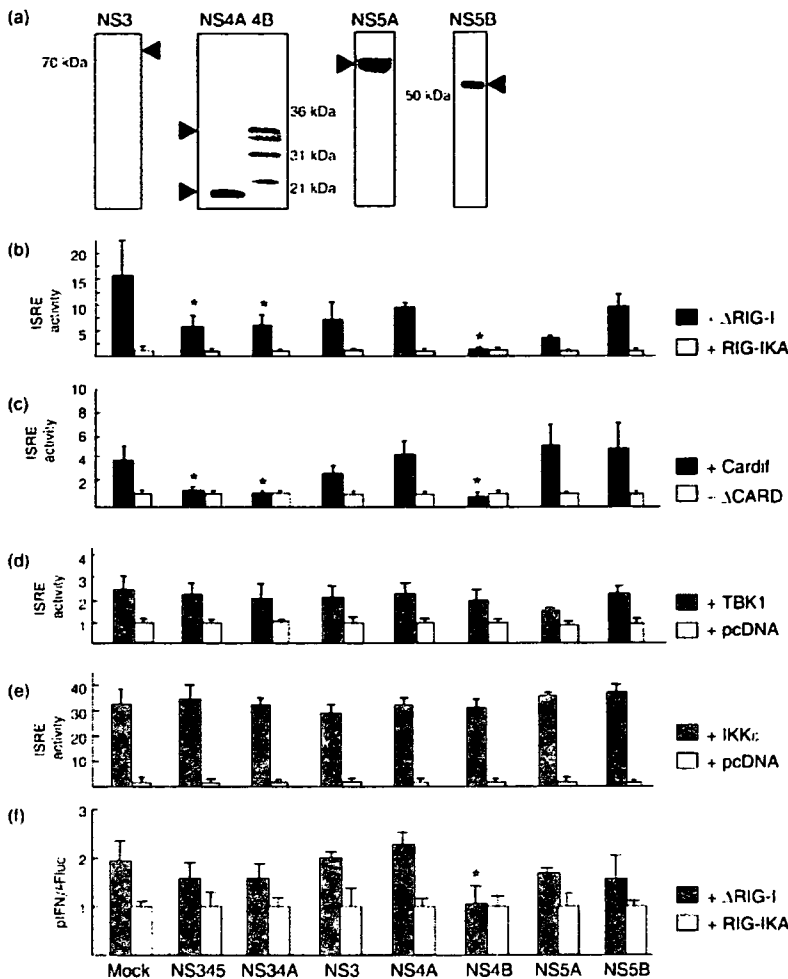 (a)
NS3
NS4A 4B
NS5A
NS5B
70 kDa
36 kDa
31 kDa
21 kDa
50 kDa
(b)
ISRE activity
20
15
10
5
*
*
*
+ ΔRIG-I
+ RIG-IKA
(c)
ISRE activity
10
8
6
4
2
*
*
*
+ Cardif
+ ΔCARD
(d)
ISRE activity
4
3
2
1
+ TBK1
+ pcDNA
(e)
ISRE activity
40
30
20
10
+ IKKε
+ pcDNA
(f)
3
2
1
*
+ ΔRIG-I
+ RIG-IKA
Mock
NS345
NS34A
NS3
NS4A
NS4B
NS5A
NS5B